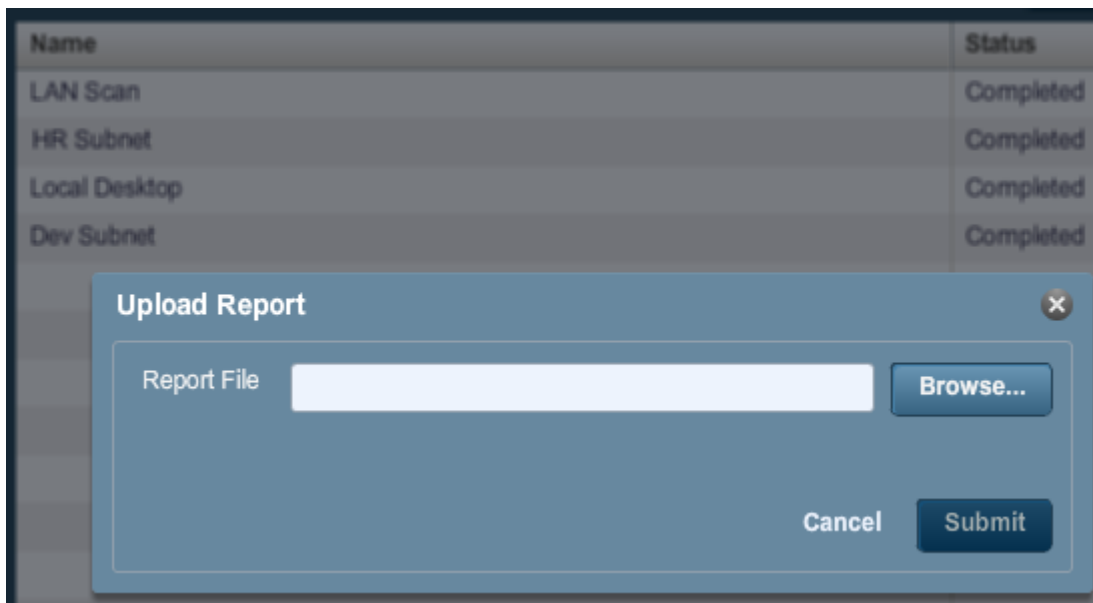 Name Status
LAN Scan Completed
HR Subnet Completed
Local Desktop Completed
Dev Subnet Completed
Upload Report
Report File Browse...
Cancel Submit